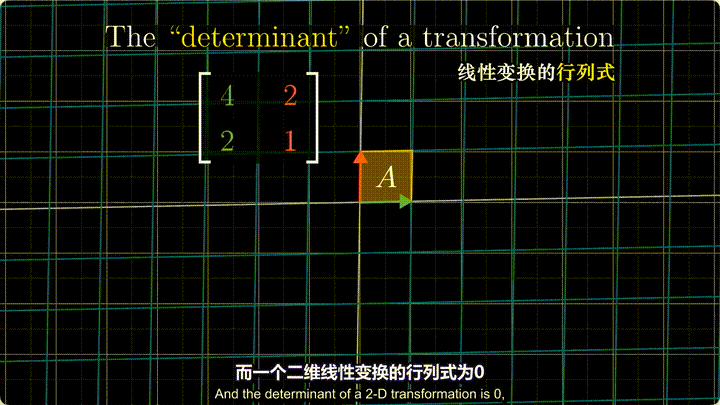 The “determinant” of a transformation
线性变换的行列式
4 2
2 1
A
而一个二维线性变换的行列式为0
And the determinant of a 2-D transformation is 0,